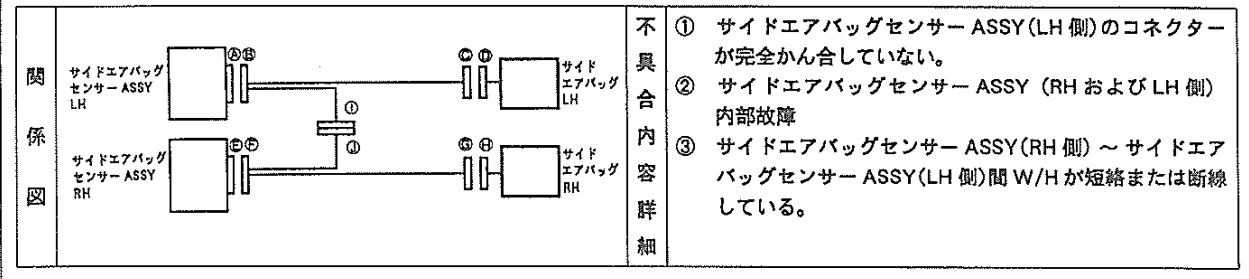 関係図
サイドエアバッグ
センサー ASSY
LH
Ⓐ Ⓑ
Ⓒ Ⓓ
サイド
エアバッグ
LH
Ⓘ
Ⓙ
サイドエアバッグ
センサー ASSY
RH
Ⓔ Ⓕ
Ⓖ Ⓗ
サイド
エアバッグ
RH
不具合内容詳細
① サイドエアバッグセンサー ASSY(LH 側)のコネクター
が完全かん合していない。
② サイドエアバッグセンサー ASSY(RH および LH 側)
内部故障
③ サイドエアバッグセンサー ASSY(RH 側)~ サイドエア
バッグセンサー ASSY(LH 側)間 W/H が短絡または断線
している。